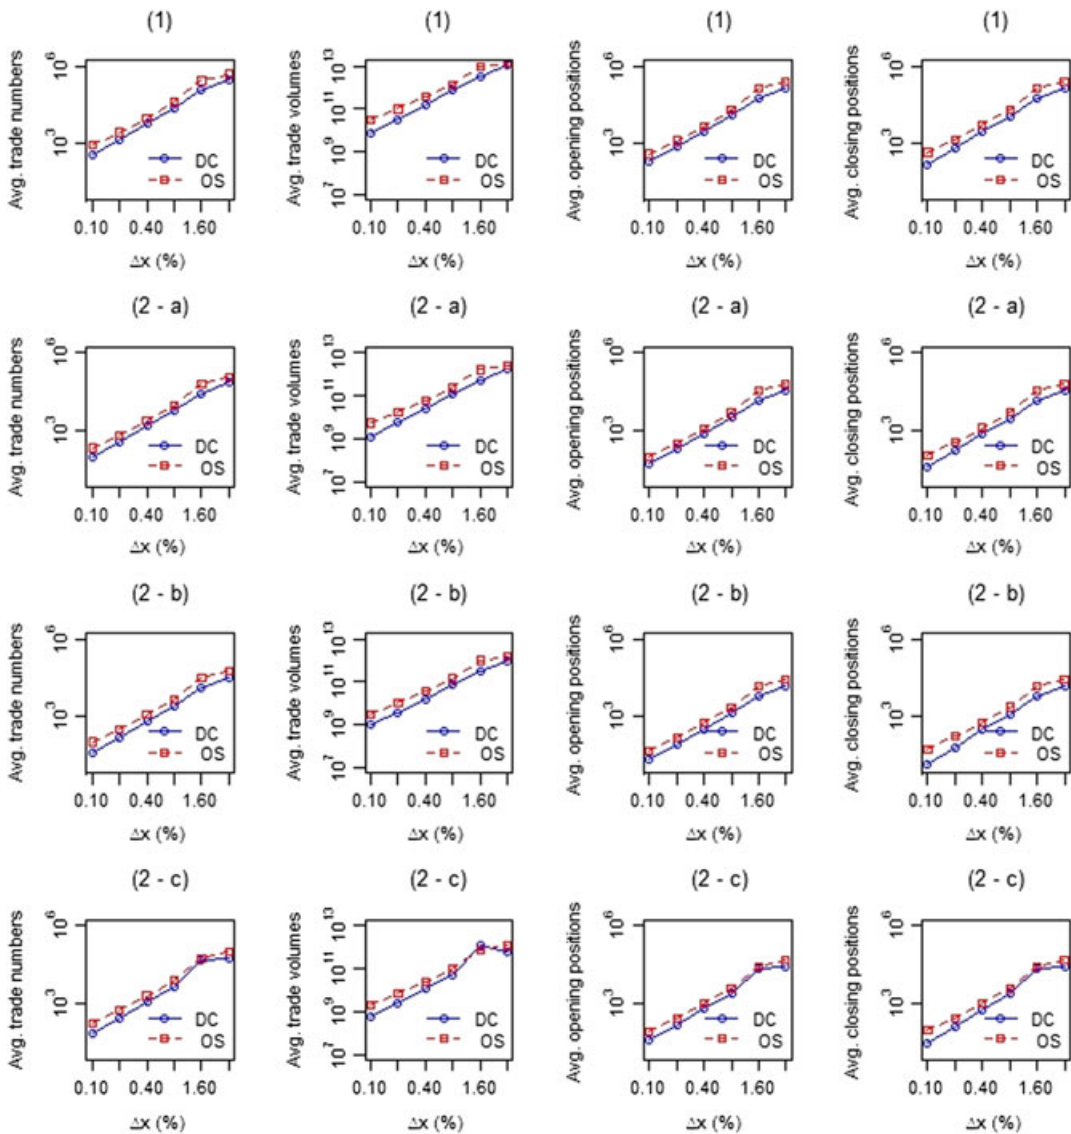 (1) (1) (1) (1)
Avg. trade numbers
10^6
10^3
DC
OS
0.10 0.40 1.60
Δx (%)
Avg. trade volumes
10^13
10^11
10^9
10^7
DC
OS
0.10 0.40 1.60
Δx (%)
Avg. opening positions
10^6
10^3
DC
OS
0.10 0.40 1.60
Δx (%)
Avg. closing positions
10^6
10^3
DC
OS
0.10 0.40 1.60
Δx (%)
(2 - a) (2 - a) (2 - a) (2 - a)
Avg. trade numbers
10^6
10^3
DC
OS
0.10 0.40 1.60
Δx (%)
Avg. trade volumes
10^13
10^11
10^9
10^7
DC
OS
0.10 0.40 1.60
Δx (%)
Avg. opening positions
10^6
10^3
DC
OS
0.10 0.40 1.60
Δx (%)
Avg. closing positions
10^6
10^3
DC
OS
0.10 0.40 1.60
Δx (%)
(2 - b) (2 - b) (2 - b) (2 - b)
Avg. trade numbers
10^6
10^3
DC
OS
0.10 0.40 1.60
Δx (%)
Avg. trade volumes
10^13
10^11
10^9
10^7
DC
OS
0.10 0.40 1.60
Δx (%)
Avg. opening positions
10^6
10^3
DC
OS
0.10 0.40 1.60
Δx (%)
Avg. closing positions
10^6
10^3
DC
OS
0.10 0.40 1.60
Δx (%)
(2 - c) (2 - c) (2 - c) (2 - c)
Avg. trade numbers
10^6
10^3
DC
OS
0.10 0.40 1.60
Δx (%)
Avg. trade volumes
10^13
10^11
10^9
10^7
DC
OS
0.10 0.40 1.60
Δx (%)
Avg. opening positions
10^6
10^3
DC
OS
0.10 0.40 1.60
Δx (%)
Avg. closing positions
10^6
10^3
DC
OS
0.10 0.40 1.60
Δx (%)